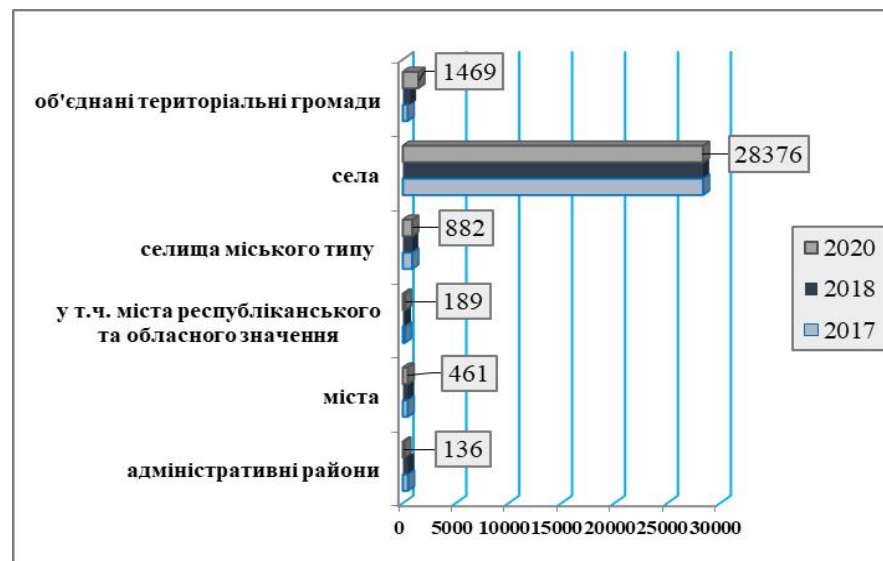 1469
об'єднані територіальні громади
28376
села
882
селища міського типу
189
у т.ч. міста республіканського
та обласного значення
461
міста
136
адміністративні райони
0 5000 10000 15000 20000 25000 30000
2020
2018
2017